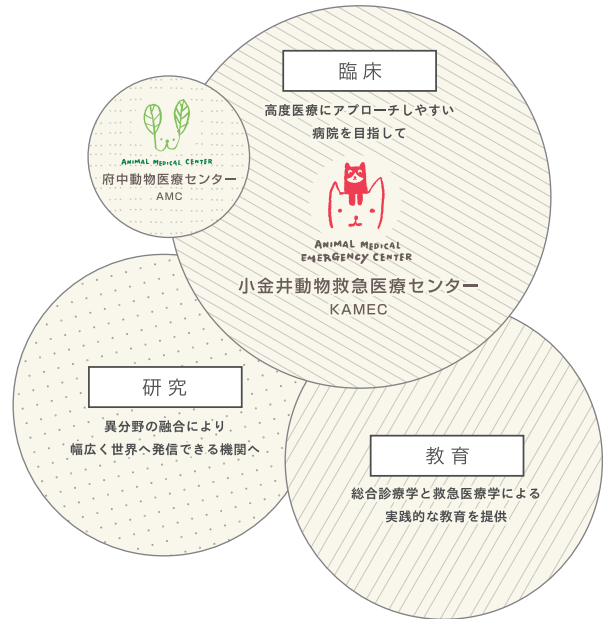 臨床
高度医療にアプローチしやすい
病院を目指して
ANIMAL MEDICAL CENTER
府中動物医療センター
AMC
ANIMAL MEDICAL
EMERGENCY CENTER
小金井動物救急医療センター
KAMEC
研究
異分野の融合により
幅広く世界へ発信できる機関へ
教育
総合診療学と救急医療学による
実践的な教育を提供